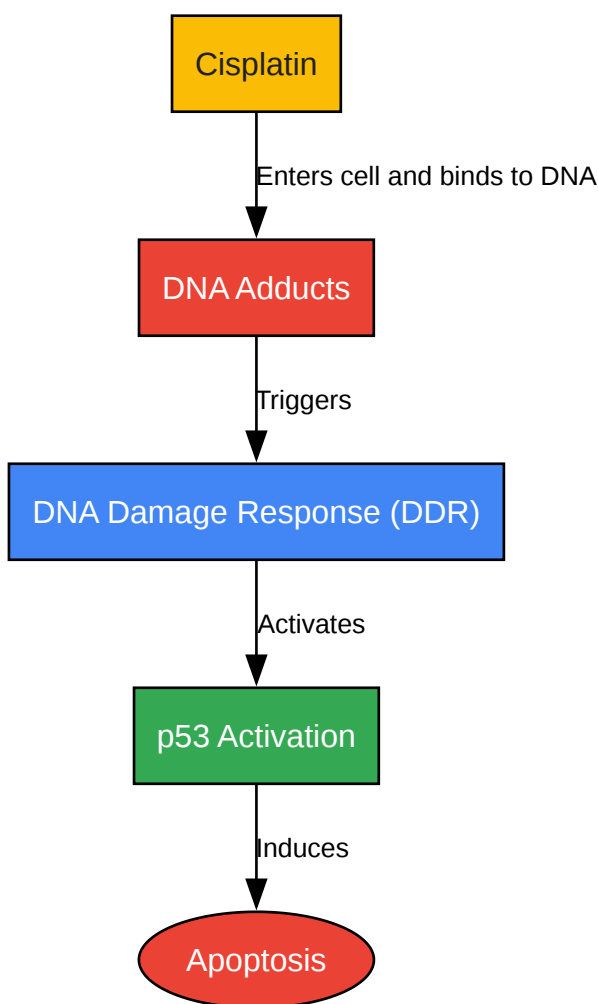 Cisplatin
Enters cell and binds to DNA
DNA Adducts
Triggers
DNA Damage Response (DDR)
Activates
p53 Activation
Induces
Apoptosis